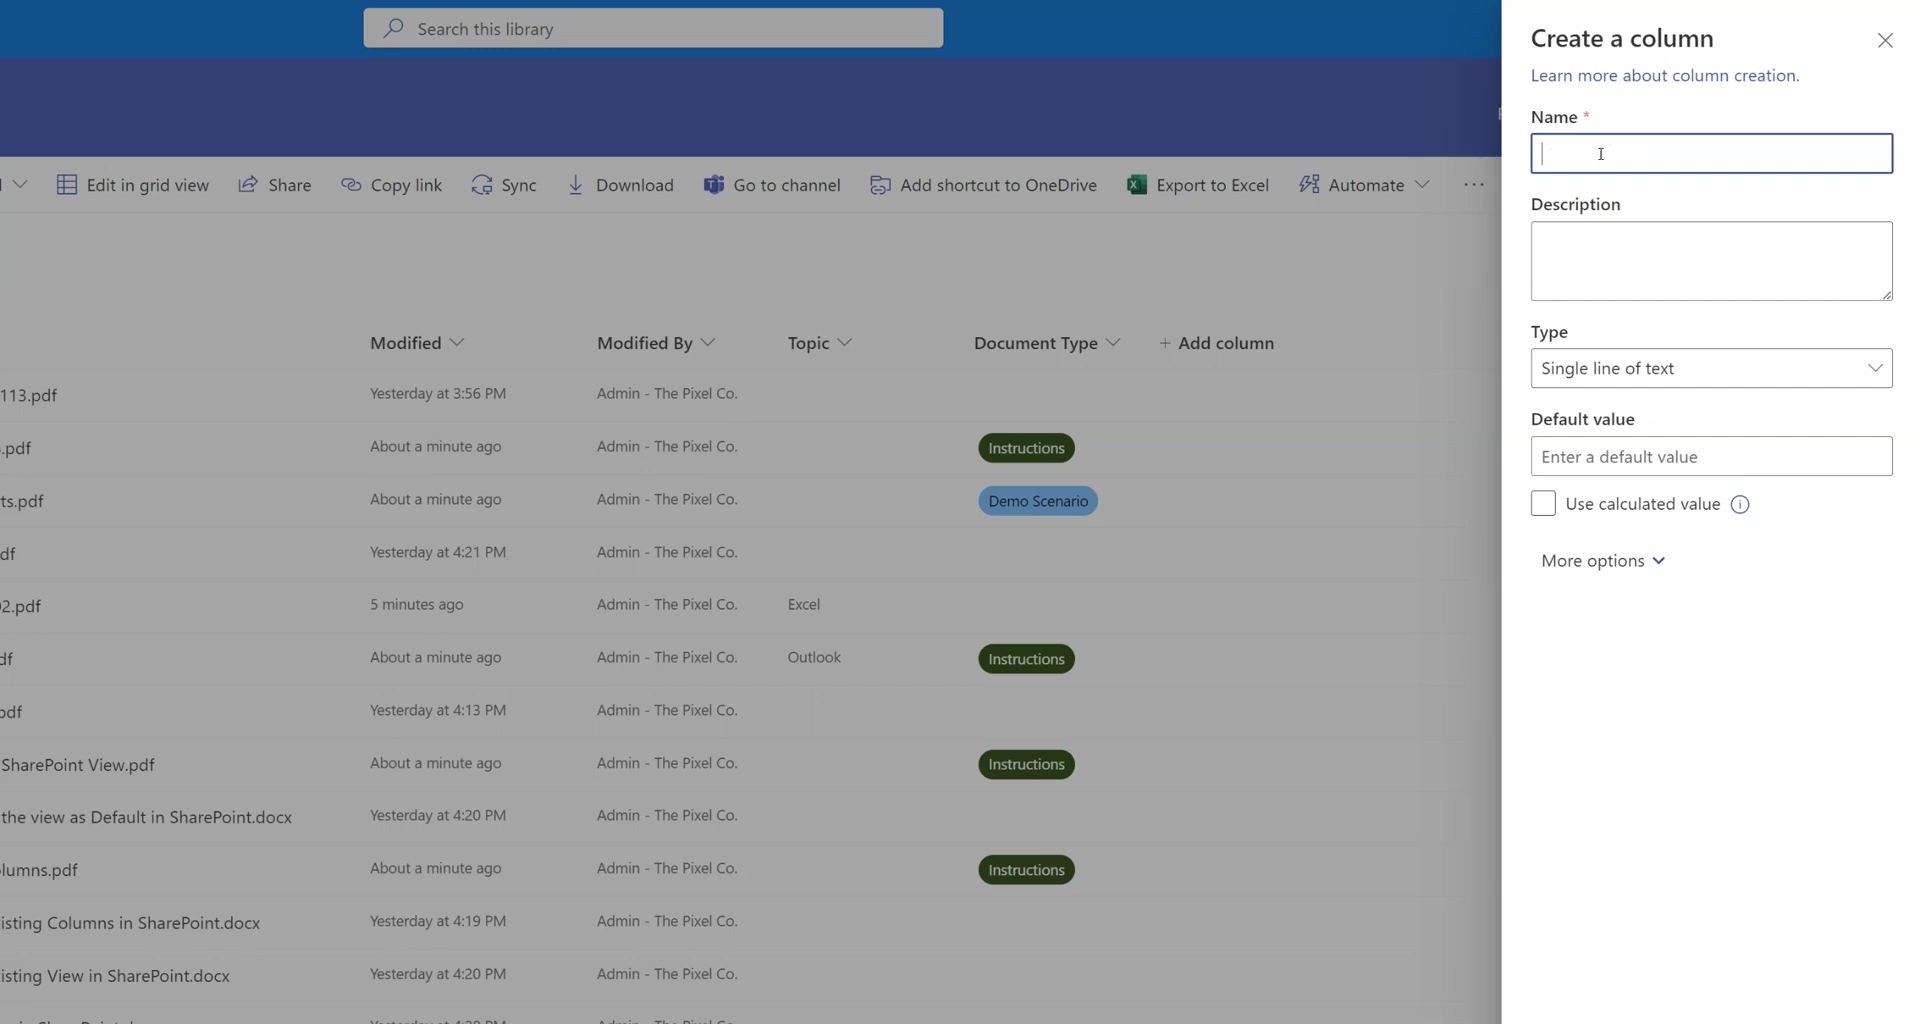 Search this library
Edit in grid view Share Copy link Sync Download Go to channel Add shortcut to OneDrive Export to Excel Automate ...
Modified Modified By Topic Document Type + Add column
113.pdf Yesterday at 3:56 PM Admin - The Pixel Co.
.pdf About a minute ago Admin - The Pixel Co. Instructions
ts.pdf About a minute ago Admin - The Pixel Co. Demo Scenario
df Yesterday at 4:21 PM Admin - The Pixel Co.
2.pdf 5 minutes ago Admin - The Pixel Co. Excel
df About a minute ago Admin - The Pixel Co. Outlook Instructions
pdf Yesterday at 4:13 PM Admin - The Pixel Co.
SharePoint View.pdf About a minute ago Admin - The Pixel Co. Instructions
the view as Default in SharePoint.docx Yesterday at 4:20 PM Admin - The Pixel Co.
lumns.pdf About a minute ago Admin - The Pixel Co. Instructions
isting Columns in SharePoint.docx Yesterday at 4:19 PM Admin - The Pixel Co.
isting View in SharePoint.docx Yesterday at 4:20 PM Admin - The Pixel Co.
Create a column
Learn more about column creation.
Name *
Description
Type
Single line of text
Default value
Enter a default value
Use calculated value
More options